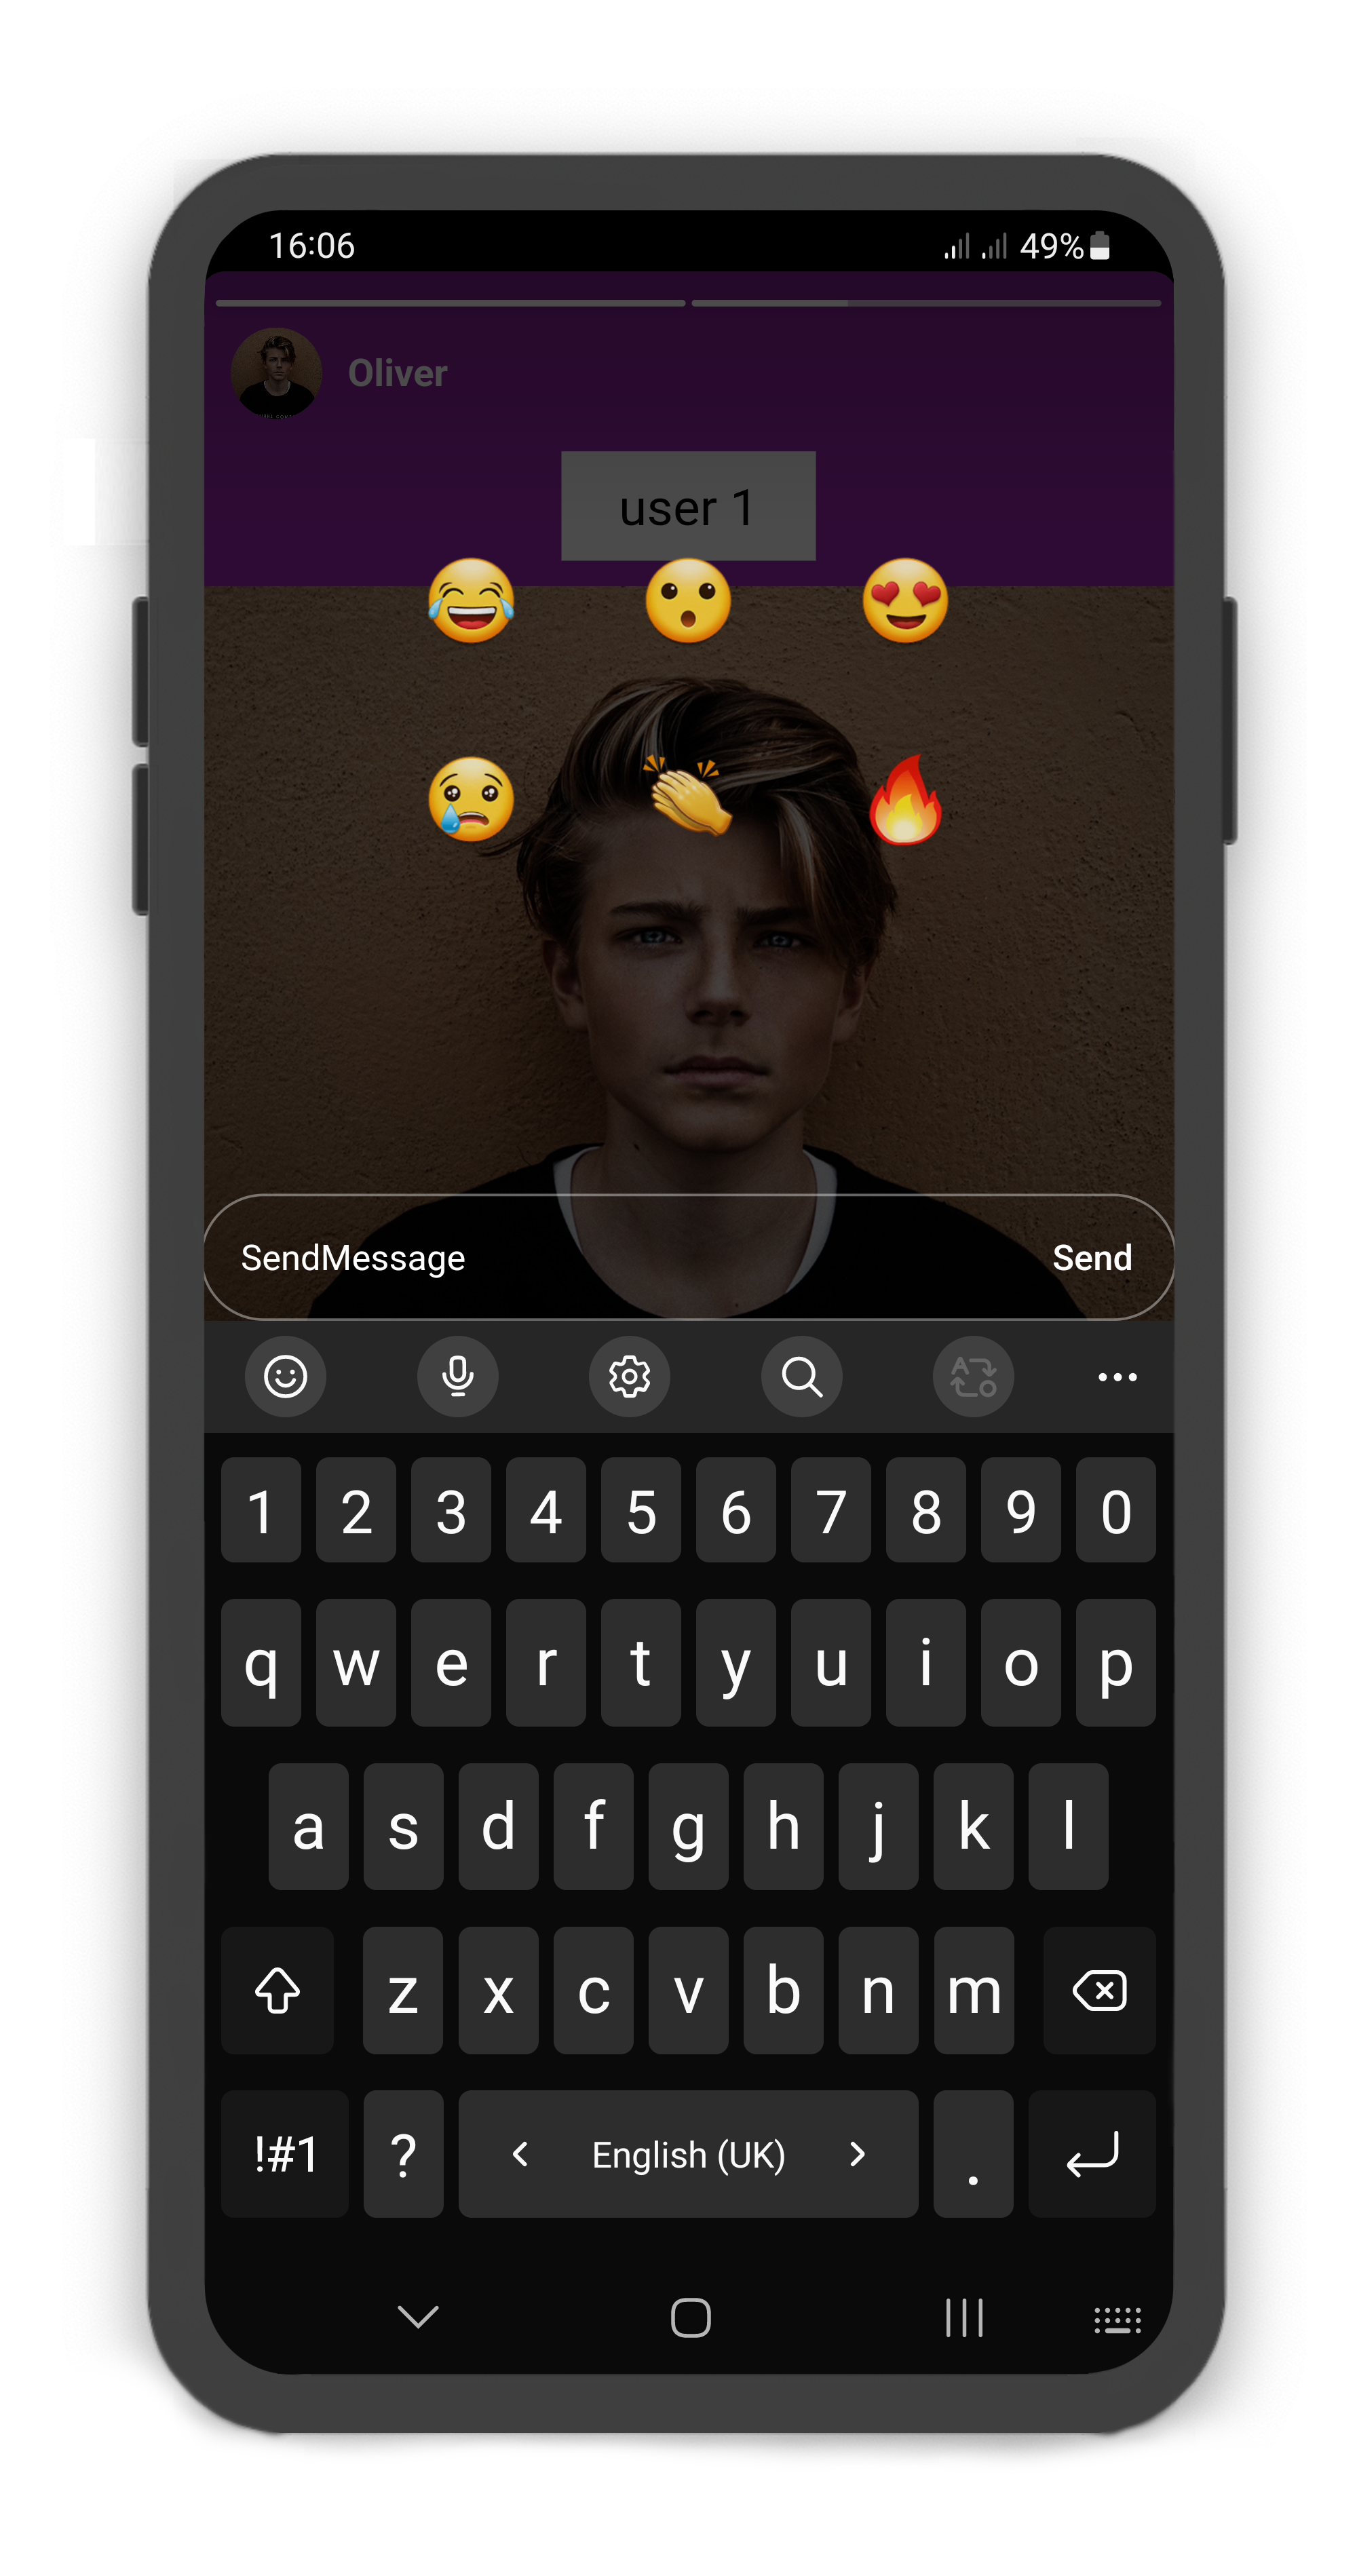 16:06 49%
Oliver
user 1
SendMessage Send
1 2 3 4 5 6 7 8 9 0
q w e r t y u i o p
a s d f g h j k l
z x c v b n m
!#1 ? English (UK) .